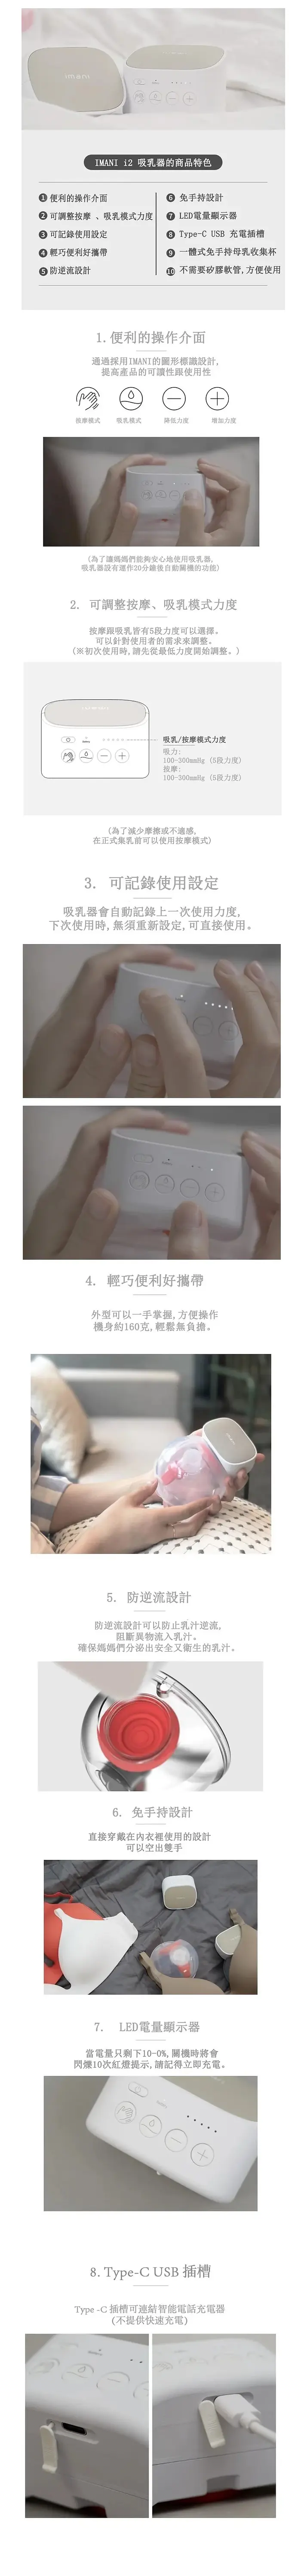 IMANI i2 吸乳器的商品特色
1 便利的操作介面
2 可調整按摩 、吸乳模式力度
3 可記錄使用設定
4 輕巧便利好攜帶
5 防逆流設計
6 免手持設計
7 LED電量顯示器
8 Type-C USB 充電插槽
9 一體式免手持母乳收集杯
10 不需要矽膠軟管,方便使用
1.便利的操作介面
透過採用IMANI的圖形標識設計,
提高產品的可讀性跟使用性
按摩模式
吸乳模式
降低力度
增加力度
(為了讓媽媽們能夠安心地使用吸乳器,
吸乳器設有運作20分鐘後自動關機的功能)
2. 可調整按摩、吸乳模式力度
按摩跟吸乳皆有5段力度可以選擇。
可以針對使用者的需求來調整。
(※初次使用時,請先從最低力度開始調整。)
吸乳/按摩模式力度
吸力:
100-300mmHg (5段力度)
按摩:
100-300mmHg (5段力度)
(為了減少摩擦或不適感,
在正式集乳前可以使用按摩模式)
3. 可記錄使用設定
吸乳器會自動記錄上一次使用力度,
下次使用時,無須重新設定,可直接使用。
4. 輕巧便利好攜帶
外型可以一手掌握,方便操作
機身約160克,輕鬆無負擔。
5. 防逆流設計
防逆流設計可以防止乳汁逆流,
阻斷異物流入乳汁。
確保媽媽們分泌出安全又衛生的乳汁。
6. 免手持設計
直接穿戴在內衣裡使用的設計
可以空出雙手
7. LED電量顯示器
當電量只剩下10-0%,關機時將會
閃爍10次紅燈提示,請記得立即充電。
8. Type-C USB 插槽
Type -C 插槽可連結智能電話充電器
(不提供快速充電)